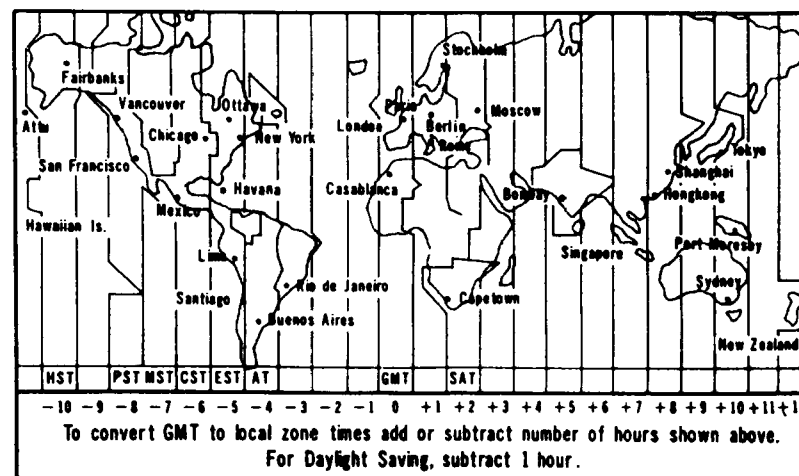 Stockholm
Fairbanks
Attu
Vancouver
Ottawa
Paris
Moscow
London
Berlin
Chicago
New York
Rome
Tokyo
San Francisco
Shanghai
Havana
Casablanca
Bombay
Hongkong
Mexico
Hawaiian Is.
Port Moresby
Lima
Singapore
Sydney
Santiago
Rio de Janeiro
Capetown
Buenos Aires
New Zealand
HST PST MST CST EST AT GMT SAT
-10 -9 -8 -7 -6 -5 -4 -3 -2 -1 0 +1 +2 +3 +4 +5 +6 +7 +8 +9 +10 +11
To convert GMT to local zone times add or subtract number of hours shown above.
For Daylight Saving, subtract 1 hour.